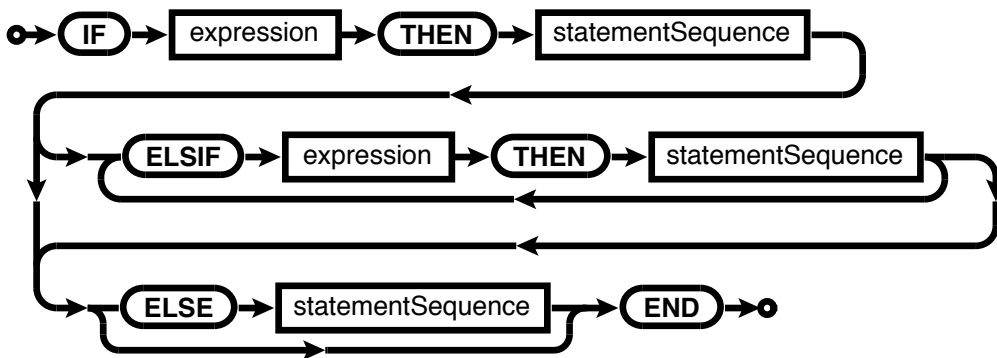 IF expression THEN statementSequence
ELSIF expression THEN statementSequence
ELSE statementSequence END